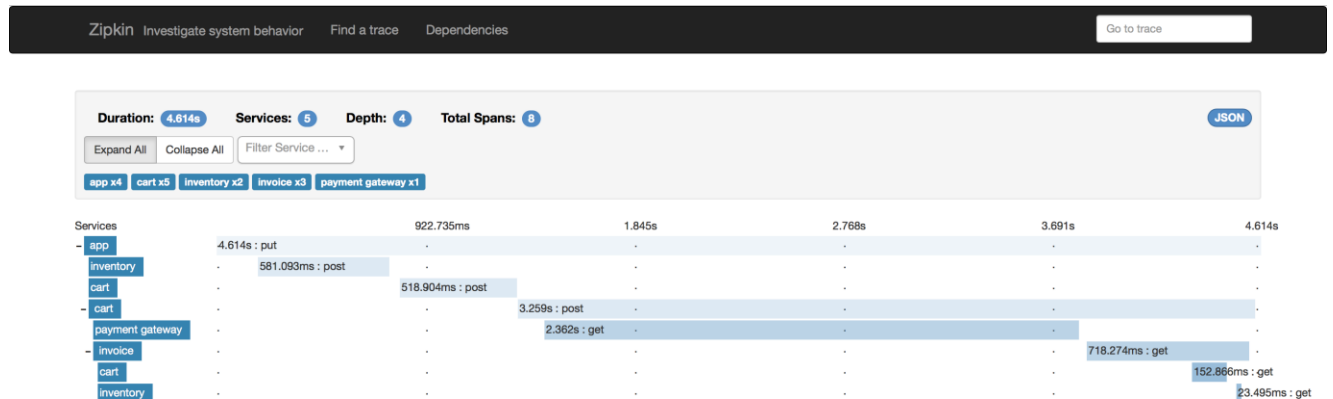 Zipkin Investigate system behavior Find a trace Dependencies Go to trace
Duration: 4.614s Services: 5 Depth: 4 Total Spans: 8 JSON
Expand All Collapse All Filter Service ...
app x4 cart x5 inventory x2 invoice x3 payment gateway x1
Services 922.735ms 1.845s 2.768s 3.691s 4.614s
- app 4.614s : put
inventory 581.093ms : post
cart 518.904ms : post
- cart 3.259s : post
payment gateway 2.362s : get
- invoice 718.274ms : get
cart 152.866ms : get
inventory 23.495ms : get